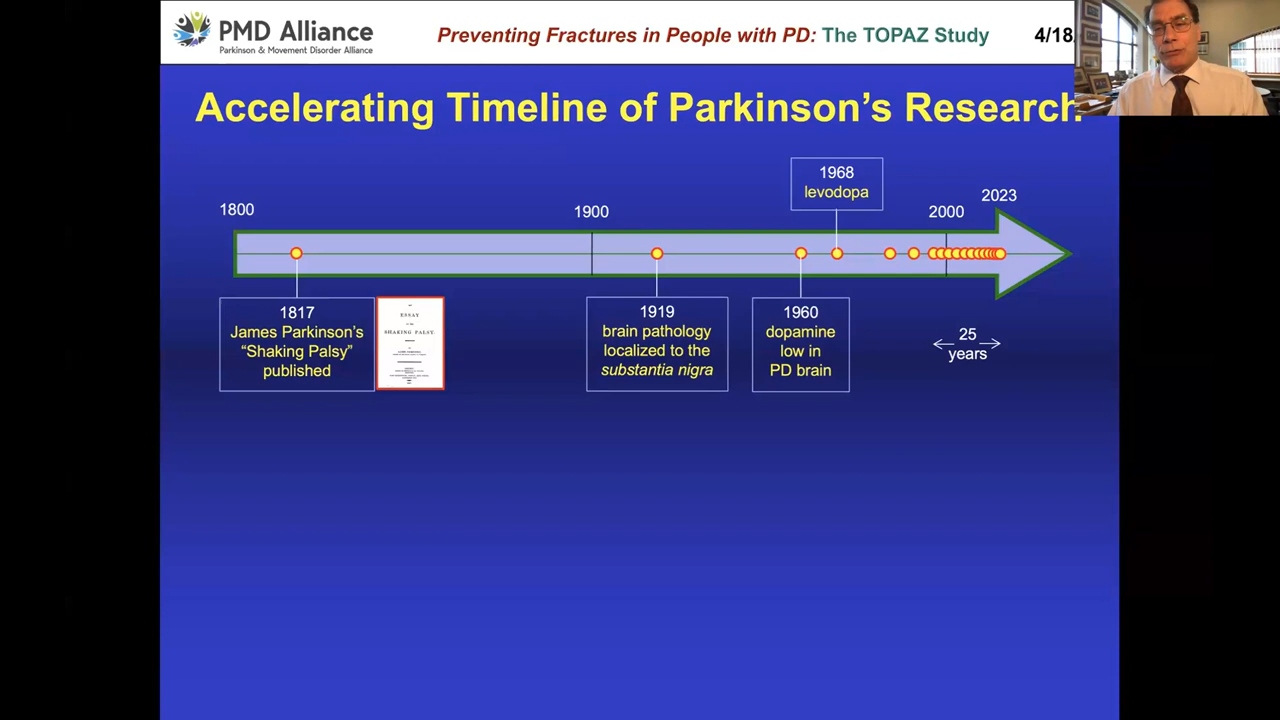 PMD Alliance
Parkinson & Movement Disorder Alliance
Preventing Fractures in People with PD: The TOPAZ Study
4/18
Accelerating Timeline of Parkinson's Research
1968
levodopa
1800
1900
2000
2023
1817
James Parkinson's
“Shaking Palsy”
published
ESSAY
SHAKING PALSY.
1919
brain pathology
localized to the
substantia nigra
1960
dopamine
low in
PD brain
25
years